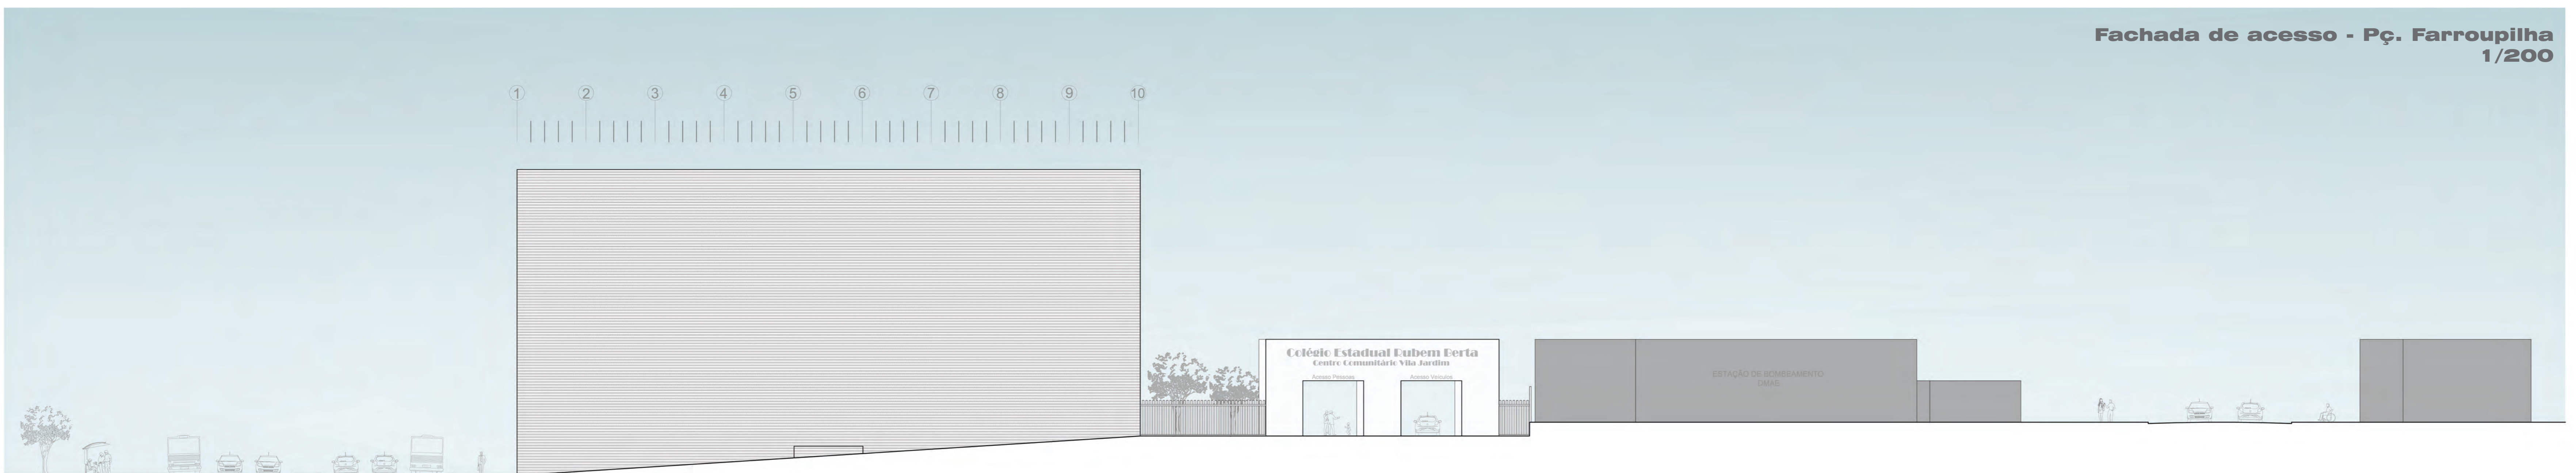 Fachada de acesso - Pç. Farroupilha
1/200
1 2 3 4 5 6 7 8 9 10
Colégio Estadual Rubem Berta
Centro Comunitário Vila Jardim
Acesso Pessoas Acesso Veículos
ESTAÇÃO DE BOMBEAMENTO
DMAE